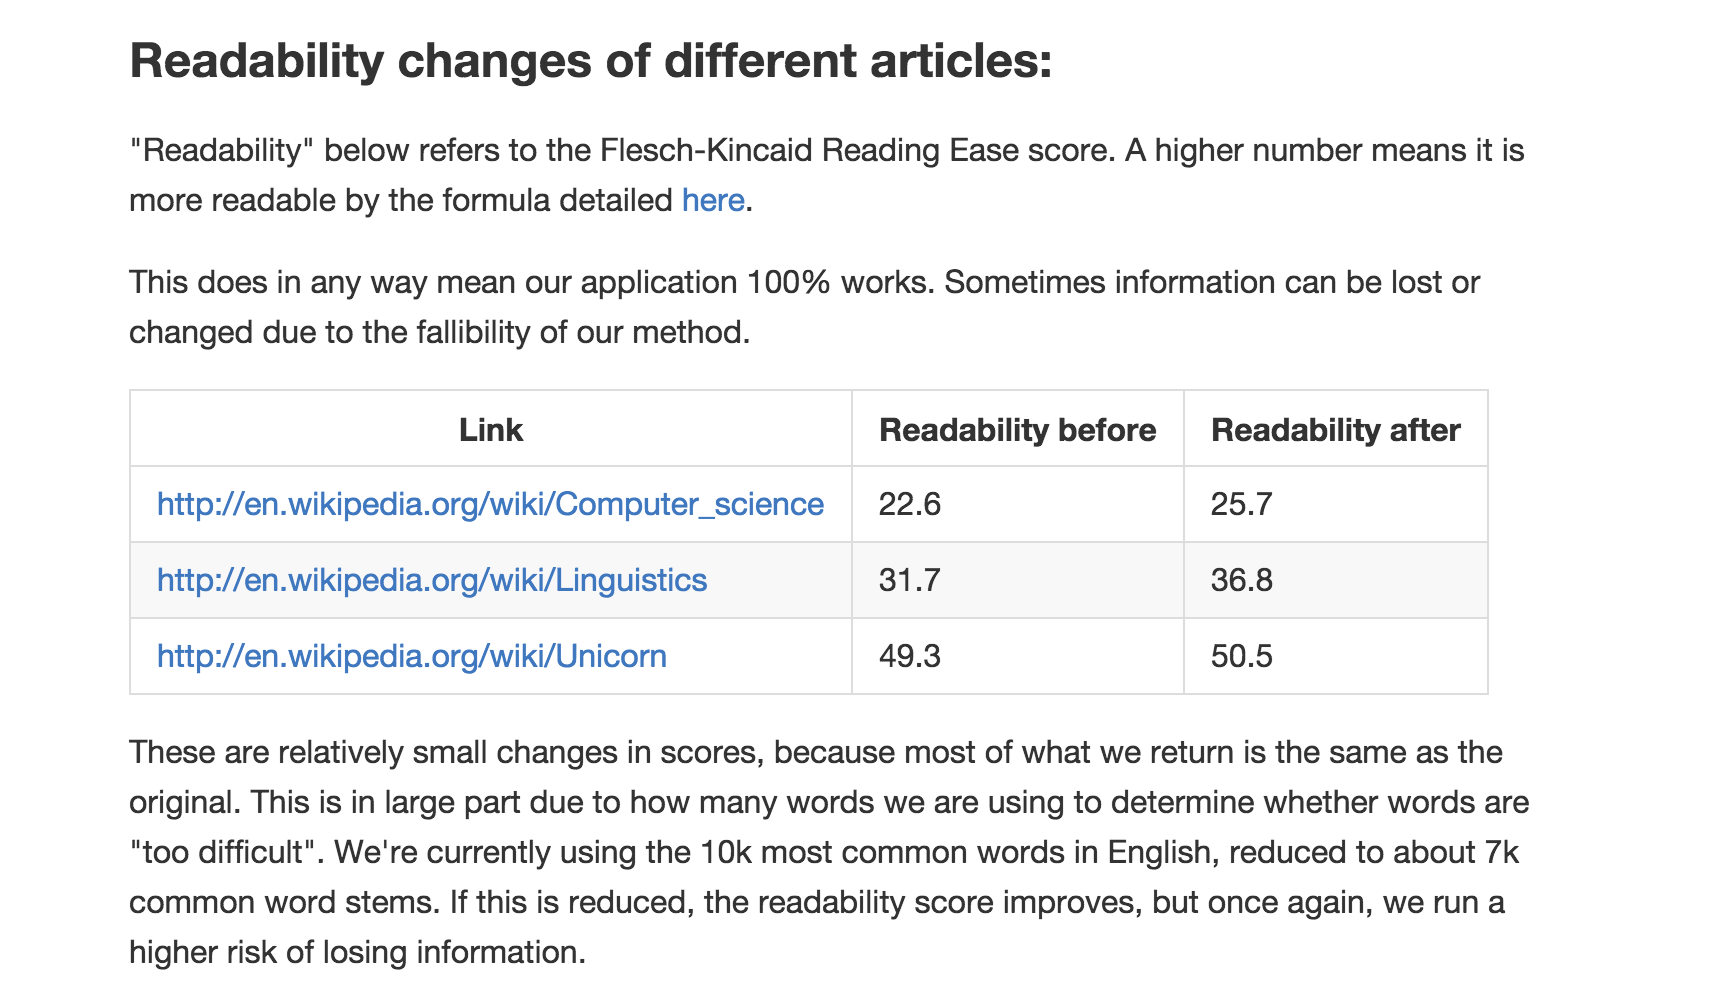 Readability changes of different articles:
"Readability" below refers to the Flesch-Kincaid Reading Ease score. A higher number means it is
more readable by the formula detailed here.
This does in any way mean our application 100% works. Sometimes information can be lost or
changed due to the fallibility of our method.
Link Readability before Readability after
http://en.wikipedia.org/wiki/Computer_science 22.6 25.7
http://en.wikipedia.org/wiki/Linguistics 31.7 36.8
http://en.wikipedia.org/wiki/Unicorn 49.3 50.5
These are relatively small changes in scores, because most of what we return is the same as the
original. This is in large part due to how many words we are using to determine whether words are
"too difficult". We're currently using the 10k most common words in English, reduced to about 7k
common word stems. If this is reduced, the readability score improves, but once again, we run a
higher risk of losing information.